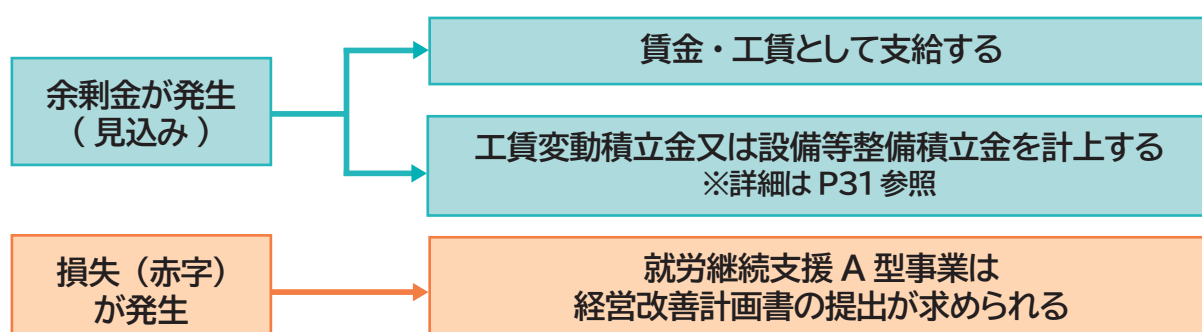 余剰金が発生
(見込み)
賃金・工賃として支給する
工賃変動積立金又は設備等整備積立金を計上する
※詳細は P31 参照
損失（赤字）
が発生
就労継続支援 A 型事業は
経営改善計画書の提出が求められる